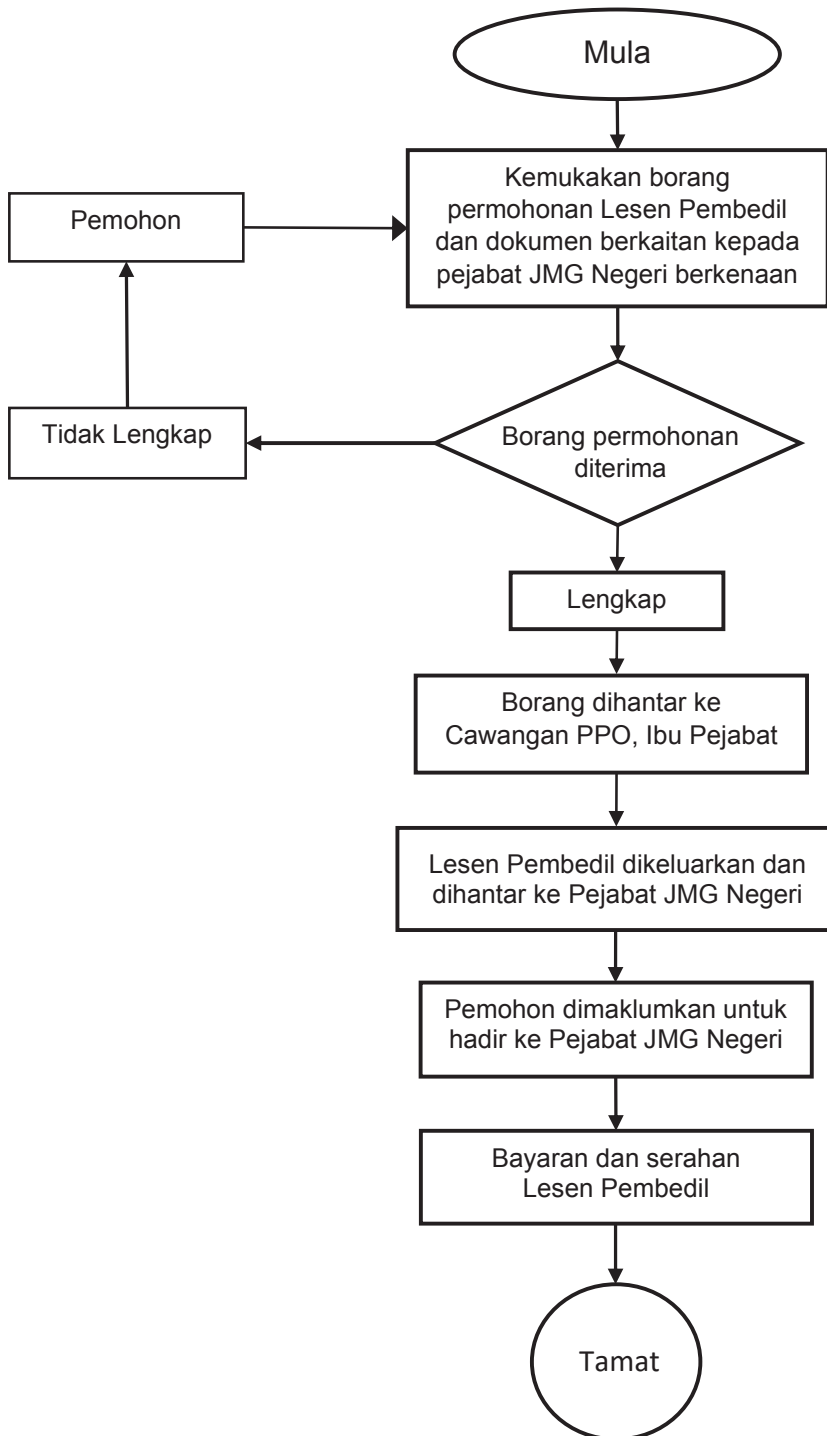 Mula
Kemukakan borang
permohonan Lesen Pembedil
dan dokumen berkaitan kepada
pejabat JMG Negeri berkenaan
Pemohon
Borang permohonan
diterima
Tidak Lengkap
Lengkap
Borang dihantar ke
Cawangan PPO, Ibu Pejabat
Lesen Pembedil dikeluarkan dan
dihantar ke Pejabat JMG Negeri
Pemohon dimaklumkan untuk
hadir ke Pejabat JMG Negeri
Bayaran dan serahan
Lesen Pembedil
Tamat